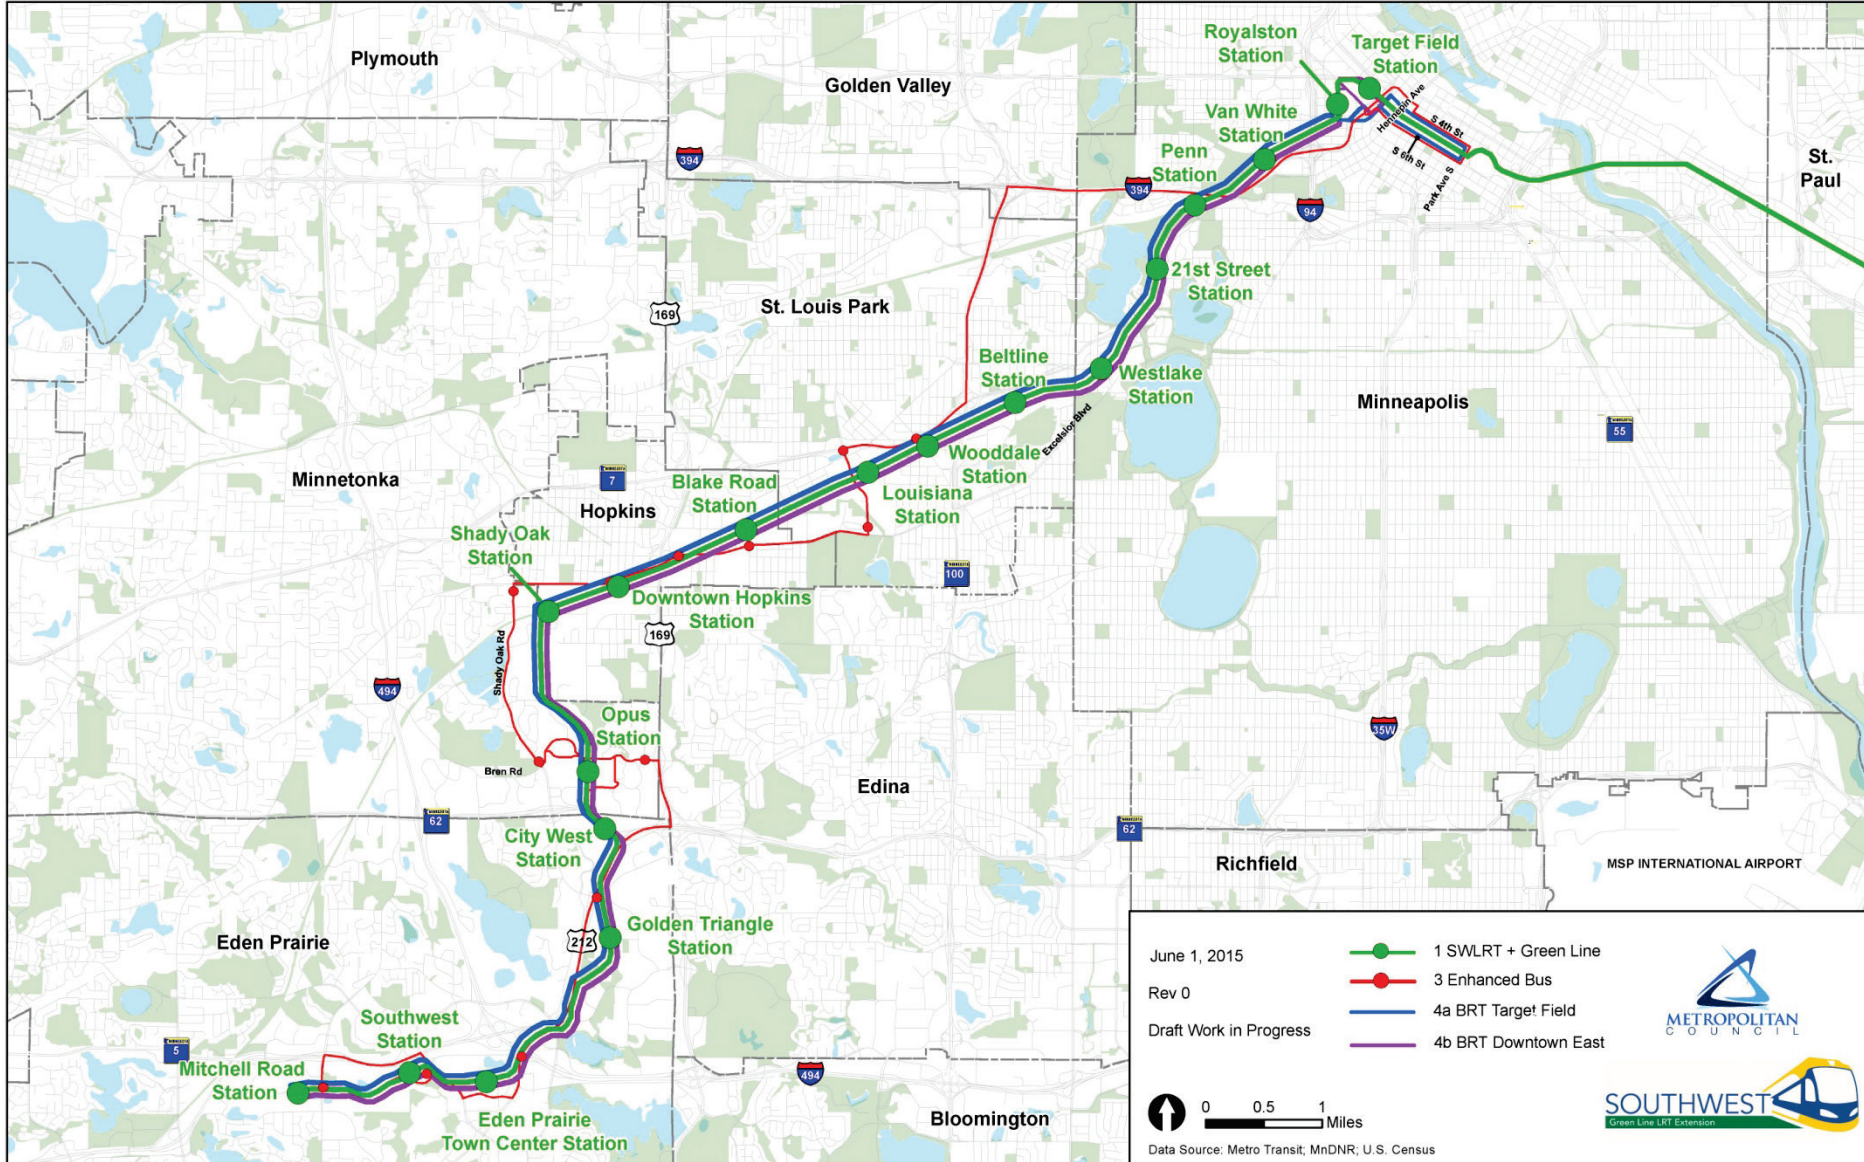 Plymouth
Golden Valley
Royalston
Station
Target Field
Station
Van White
Station
Penn
Station
Hennepin Ave
S 4th St
S 6th St
Park Ave S
St.
Paul
394
394
94
169
St. Louis Park
21st Street
Station
Beltline
Station
Westlake
Station
Minneapolis
Excelsior Blvd
MINNESOTA
55
Minnetonka
MINNESOTA
7
Hopkins
Blake Road
Station
Wooddale
Station
Louisiana
Station
Shady Oak
Station
MINNESOTA
100
Downtown Hopkins
Station
169
Shady Oak Rd
494
Opus
Station
Bren Rd
35W
Edina
MINNESOTA
62
City West
Station
MINNESOTA
62
Richfield
MSP INTERNATIONAL AIRPORT
Eden Prairie
212
Golden Triangle
Station
Southwest
Station
MINNESOTA
5
Mitchell Road
Station
Eden Prairie
Town Center Station
494
Bloomington
June 1, 2015
Rev 0
Draft Work in Progress
1 SWLRT + Green Line
3 Enhanced Bus
4a BRT Target Field
4b BRT Downtown East
METROPOLITAN
COUNCIL
SOUTHWEST
Green Line LRT Extension
0 0.5 1
Miles
Data Source: Metro Transit; MnDNR; U.S. Census